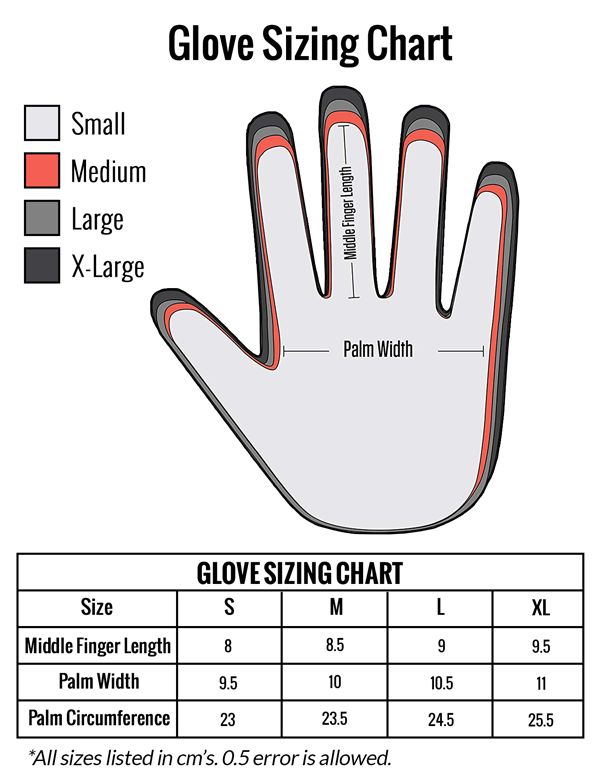 Glove Sizing Chart
Small
Medium
Large
X-Large
Middle Finger Length
Palm Width
GLOVE SIZING CHART
Size S M L XL
Middle Finger Length 8 8.5 9 9.5
Palm Width 9.5 10 10.5 11
Palm Circumference 23 23.5 24.5 25.5
*All sizes listed in cm's. 0.5 error is allowed.